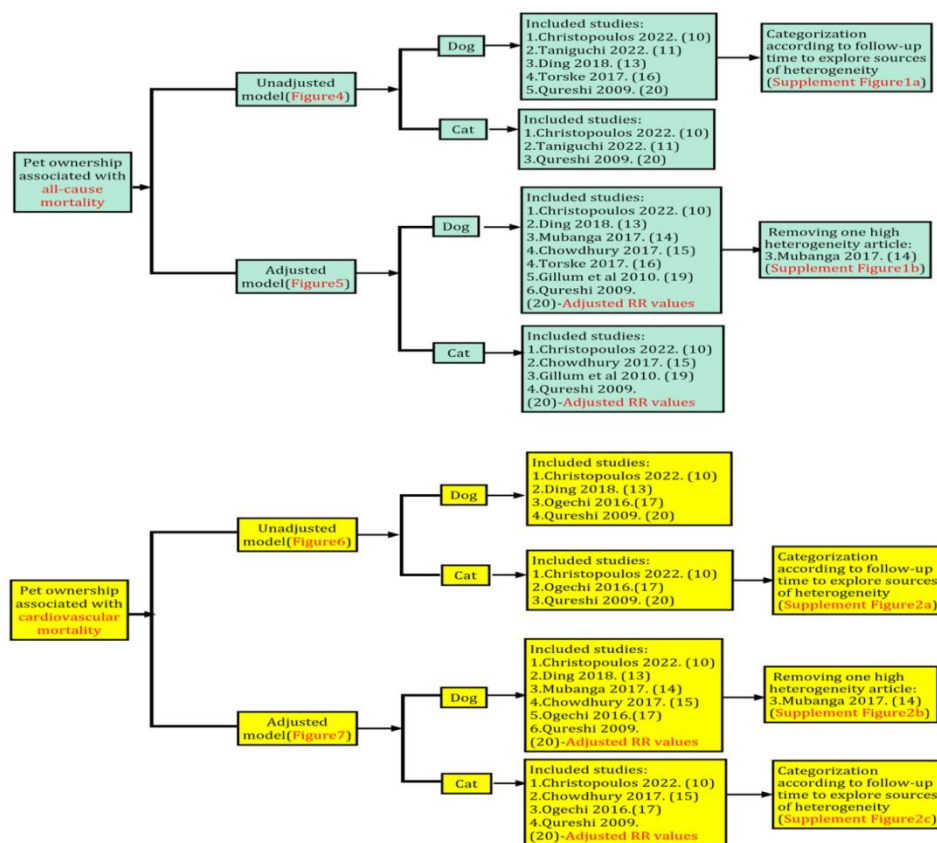 Pet ownership
associated with
all-cause
mortality
Unadjusted
model(Figure4)
Dog
Included studies:
1.Christopoulos 2022. (10)
2.Taniguchi 2022. (11)
3.Ding 2018. (13)
4.Torske 2017. (16)
5.Qureshi 2009. (20)
Categorization
according to follow-up
time to explore sources
of heterogeneity
(Supplement Figure1a)
Cat
Included studies:
1.Christopoulos 2022. (10)
2.Taniguchi 2022. (11)
3.Qureshi 2009. (20)
Adjusted
model(Figure5)
Dog
Included studies:
1.Christopoulos 2022. (10)
2.Ding 2018. (13)
3.Mubanga 2017. (14)
4.Chowdhury 2017. (15)
4.Torske 2017. (16)
5.Gillum et al 2010. (19)
6.Qureshi 2009.
(20)-Adjusted RR values
Removing one high
heterogeneity article:
3.Mubanga 2017. (14)
(Supplement Figure1b)
Cat
Included studies:
1.Christopoulos 2022. (10)
2.Chowdhury 2017. (15)
3.Gillum et al 2010. (19)
4.Qureshi 2009.
(20)-Adjusted RR values
Pet ownership
associated with
cardiovascular
mortality
Unadjusted
model(Figure6)
Dog
Included studies:
1.Christopoulos 2022. (10)
2.Ding 2018. (13)
3.Ogechi 2016.(17)
4.Qureshi 2009. (20)
Cat
Included studies:
1.Christopoulos 2022. (10)
2.Ogechi 2016.(17)
3.Qureshi 2009. (20)
Categorization
according to follow-up
time to explore sources
of heterogeneity
(Supplement Figure2a)
Adjusted
model(Figure7)
Dog
Included studies:
1.Christopoulos 2022. (10)
2.Ding 2018. (13)
3.Mubanga 2017. (14)
4.Chowdhury 2017. (15)
5.Ogechi 2016.(17)
6.Qureshi 2009.
(20)-Adjusted RR values
Removing one high
heterogeneity article:
3.Mubanga 2017. (14)
(Supplement Figure2b)
Cat
Included studies:
1.Christopoulos 2022. (10)
2.Chowdhury 2017. (15)
3.Ogechi 2016.(17)
4.Qureshi 2009.
(20)-Adjusted RR values
Categorization
according to follow-up
time to explore sources
of heterogeneity
(Supplement Figure2c)